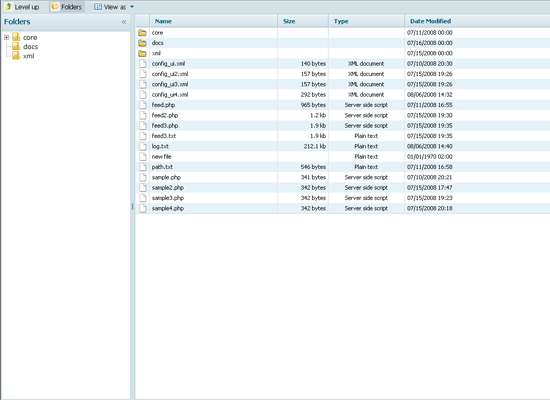 Level up Folders View as
Folders «
core
docs
xml
Name Size Type Date Modified
core 07/11/2008 00:00
docs 07/16/2008 00:00
xml 07/15/2008 00:00
config_ui.xml 140 bytes XML document 07/10/2008 20:30
config_ui2.xml 157 bytes XML document 07/15/2008 19:26
config_ui3.xml 157 bytes XML document 07/15/2008 19:26
config_ui4.xml 292 bytes XML document 08/06/2008 14:32
feed.php 965 bytes Server side script 07/11/2008 16:55
feed2.php 1.2 kb Server side script 07/15/2008 19:30
feed3.php 1.9 kb Server side script 07/15/2008 19:35
feed3.txt 1.9 kb Plain text 07/15/2008 19:35
log.txt 212.1 kb Plain text 08/06/2008 14:40
new file Plain text 01/01/1970 02:00
path.txt 546 bytes Plain text 07/11/2008 16:58
sample.php 341 bytes Server side script 07/10/2008 20:21
sample2.php 342 bytes Server side script 07/15/2008 17:47
sample3.php 342 bytes Server side script 07/15/2008 19:23
sample4.php 342 bytes Server side script 07/15/2008 20:18